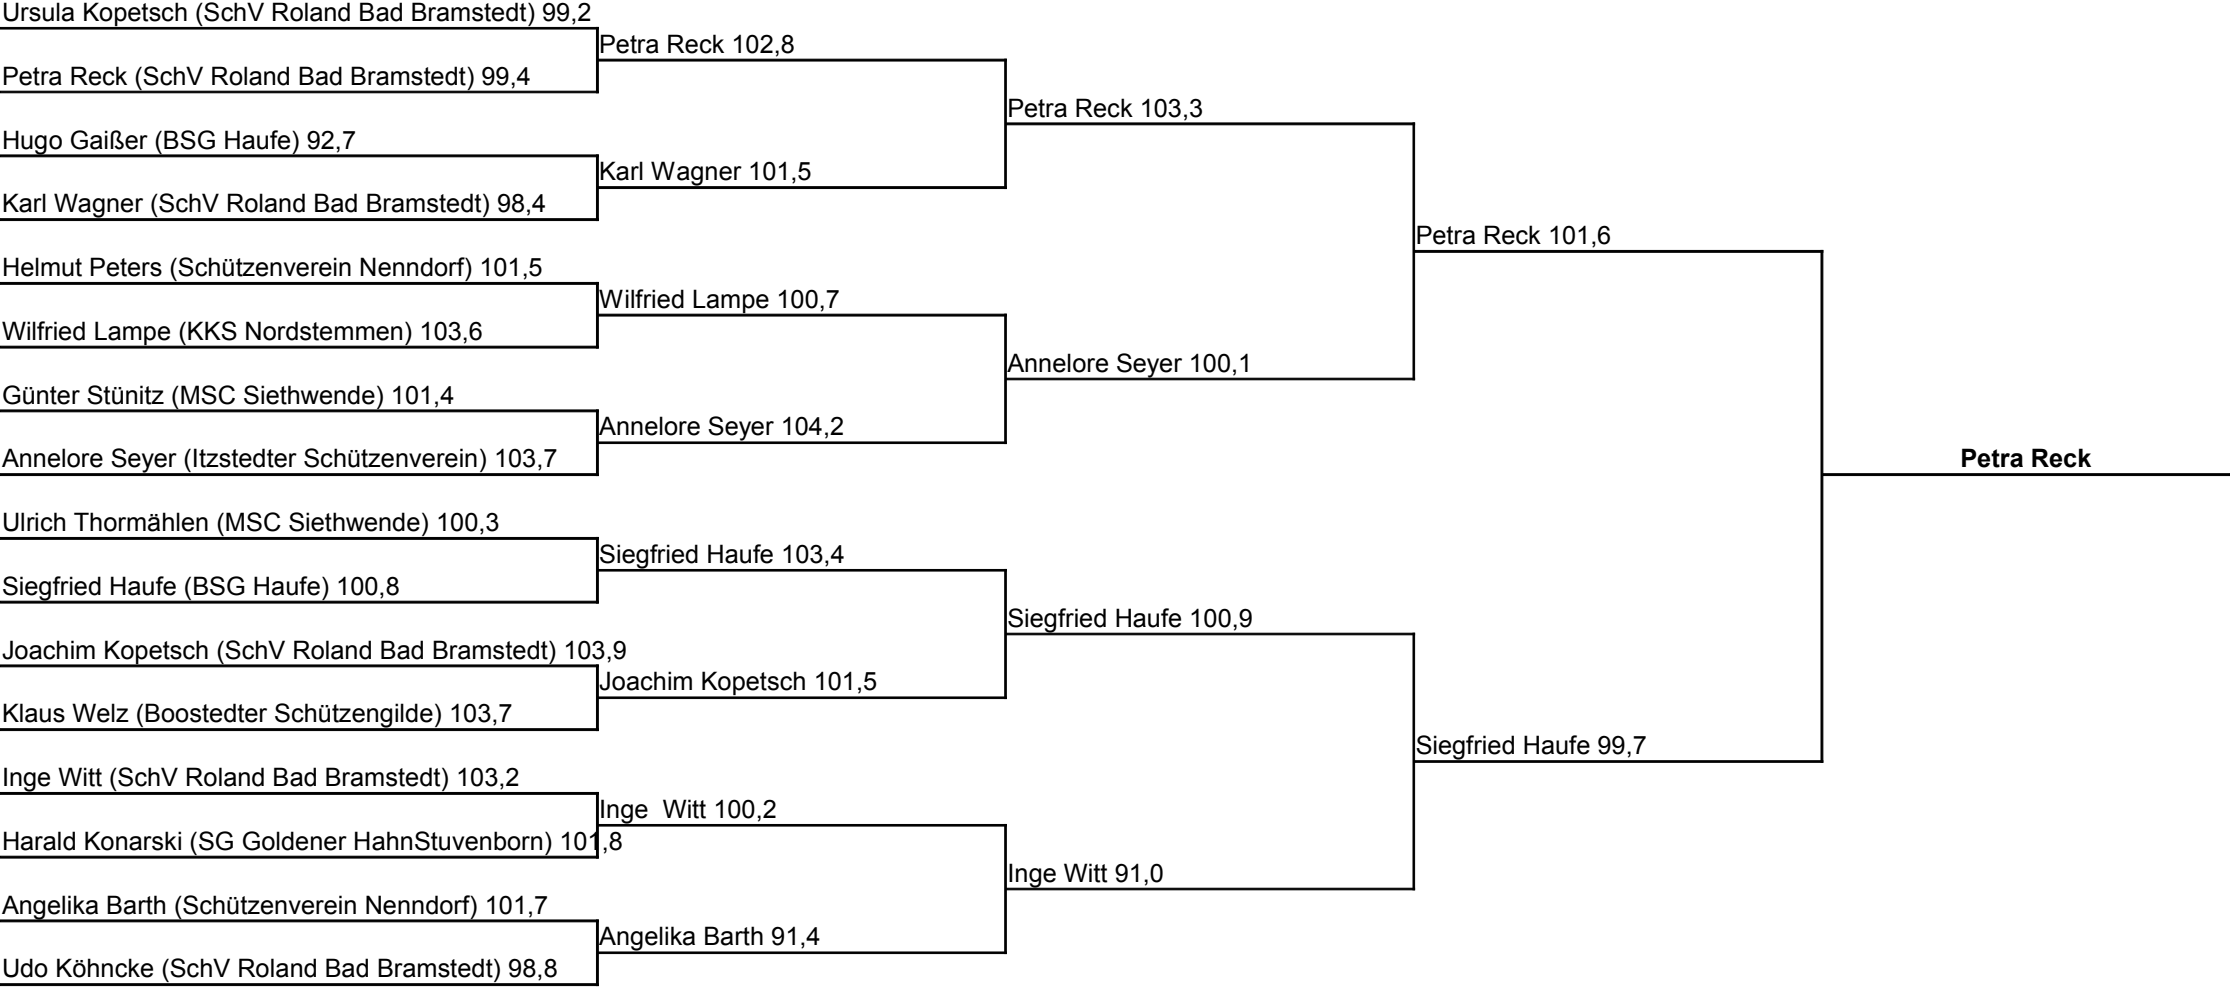 Ursula Kopetsch (SchV Roland Bad Bramstedt) 99,2
Petra Reck 102,8
Petra Reck (SchV Roland Bad Bramstedt) 99,4
Petra Reck 103,3
Hugo Gaißer (BSG Haufe) 92,7
Karl Wagner 101,5
Karl Wagner (SchV Roland Bad Bramstedt) 98,4
Petra Reck 101,6
Helmut Peters (Schützenverein Nenndorf) 101,5
Wilfried Lampe 100,7
Wilfried Lampe (KKS Nordstemmen) 103,6
Annelore Seyer 100,1
Günter Stünitz (MSC Siethwende) 101,4
Annelore Seyer 104,2
Annelore Seyer (Itzstedter Schützenverein) 103,7
Petra Reck
Ulrich Thormählen (MSC Siethwende) 100,3
Siegfried Haufe 103,4
Siegfried Haufe (BSG Haufe) 100,8
Siegfried Haufe 100,9
Joachim Kopetsch (SchV Roland Bad Bramstedt) 103,9
Joachim Kopetsch 101,5
Klaus Welz (Boostedter Schützengilde) 103,7
Siegfried Haufe 99,7
Inge Witt (SchV Roland Bad Bramstedt) 103,2
Inge  Witt 100,2
Harald Konarski (SG Goldener HahnStuvenborn) 101,8
Inge Witt 91,0
Angelika Barth (Schützenverein Nenndorf) 101,7
Angelika Barth 91,4
Udo Köhncke (SchV Roland Bad Bramstedt) 98,8